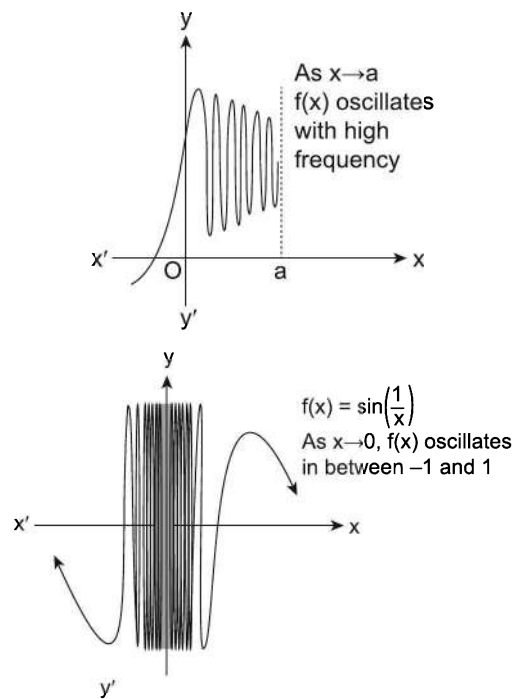 y
As x→a
f(x) oscillates
with high
frequency
x′ O a x
y′
y
f(x) = sin(1/x)
As x→0, f(x) oscillates
in between –1 and 1
x′ x
y′